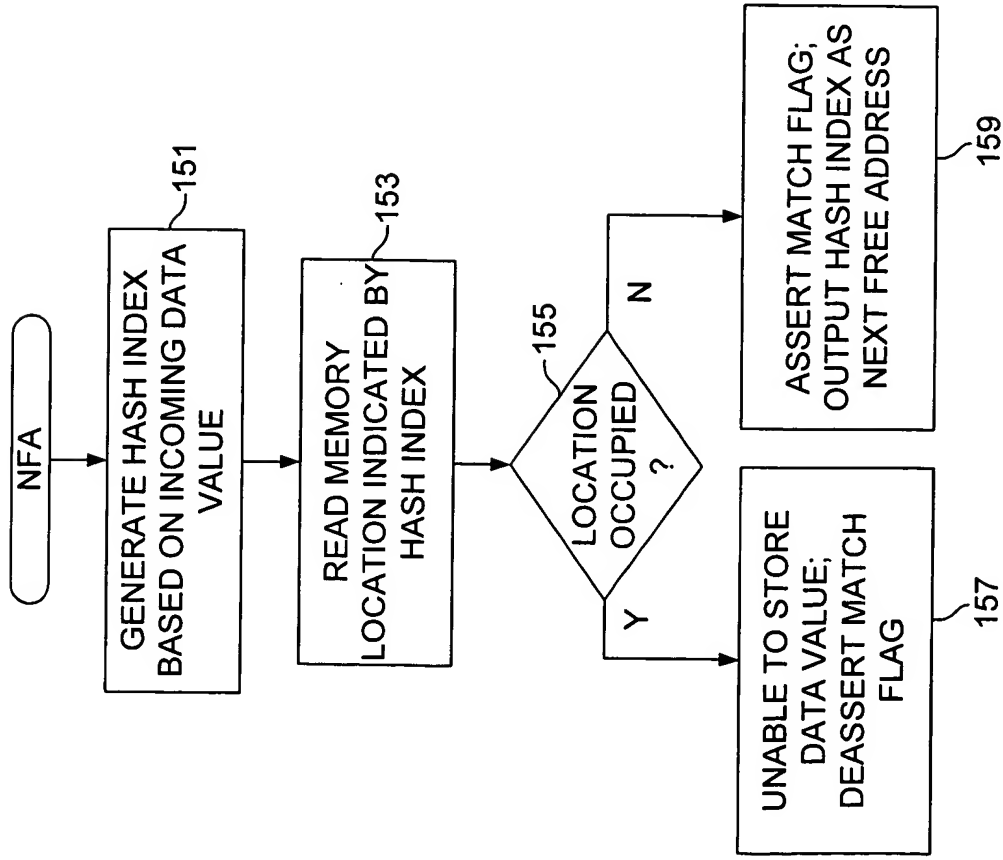 NFA
GENERATE HASH INDEX
BASED ON INCOMING DATA
VALUE
151
READ MEMORY
LOCATION INDICATED BY
HASH INDEX
153
LOCATION
OCCUPIED
?
155
Y
N
UNABLE TO STORE
DATA VALUE;
DEASSERT MATCH
FLAG
157
ASSERT MATCH FLAG;
OUTPUT HASH INDEX AS
NEXT FREE ADDRESS
159